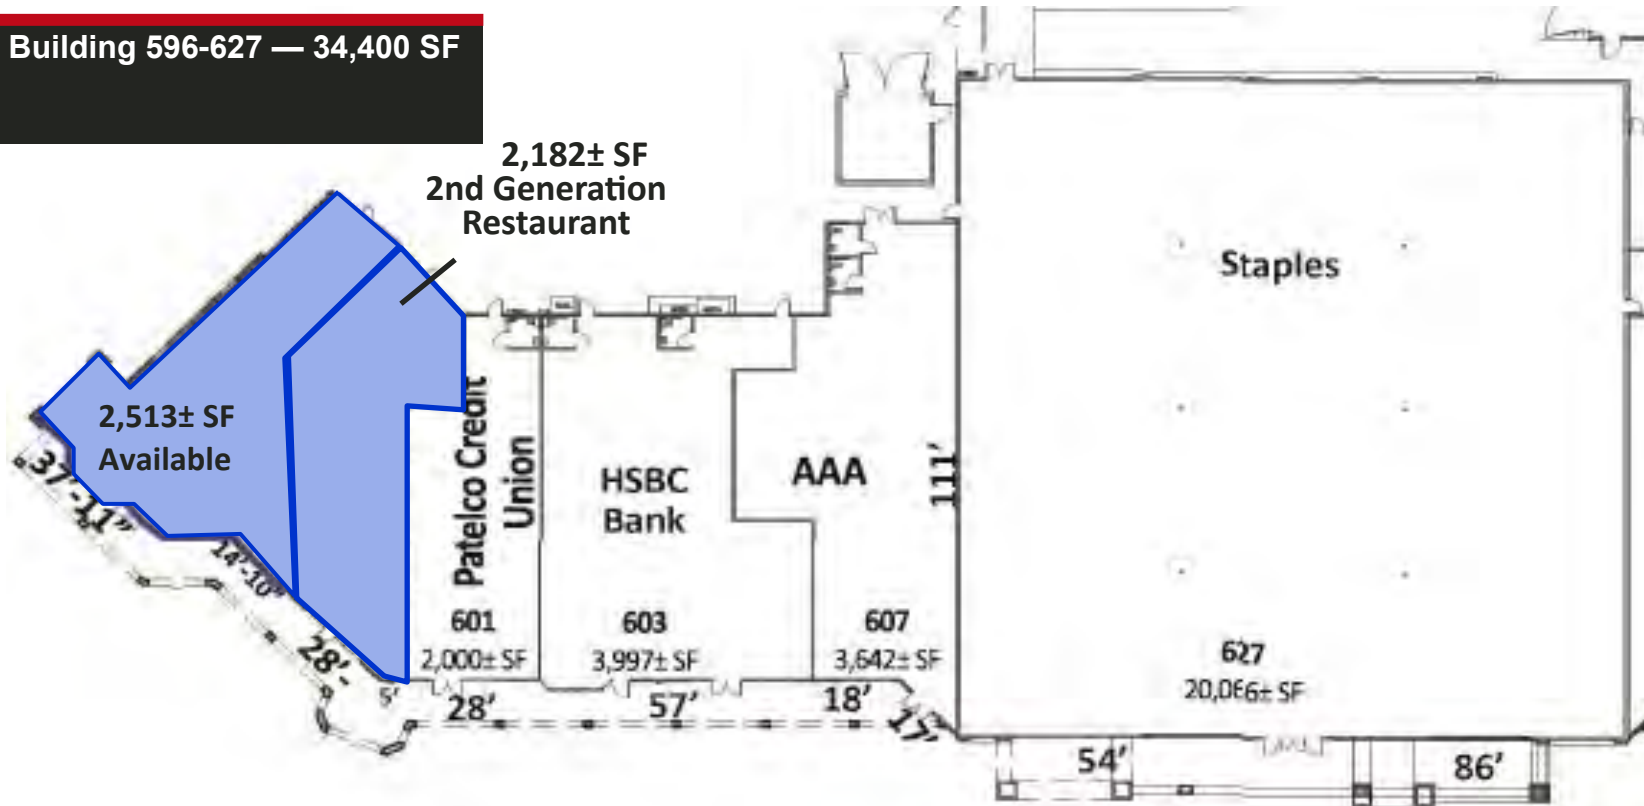 Building 596-627 — 34,400 SF
2,182± SF
2nd Generation
Restaurant
2,513± SF
Available
Patelco Credit
Union
HSBC
Bank
AAA
111’
Staples
601
2,000± SF
603
3,997± SF
607
3,642± SF
627
20,066± SF
37'-11”
14'-10”
28'-
5'
28’
57’
18’
17’
54’
86’